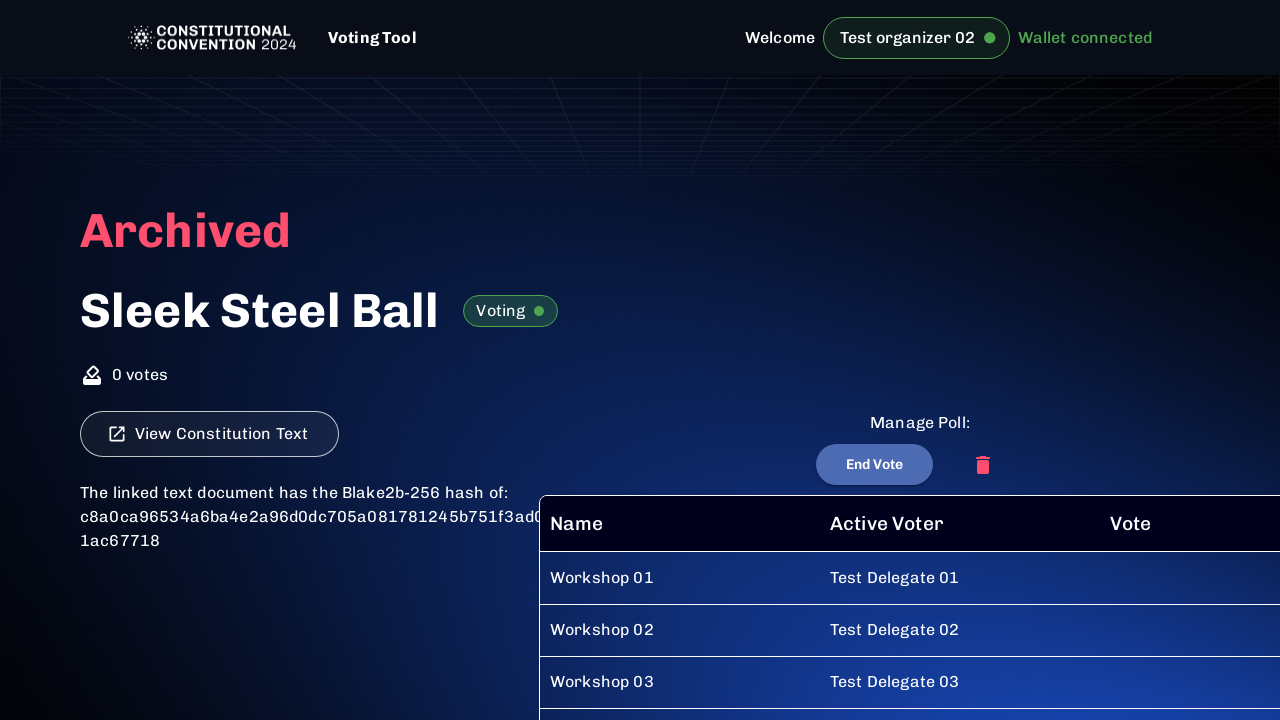 CONSTITUTIONAL
CONVENTION 2024
Voting Tool
Welcome
Test organizer 02
Wallet connected
Archived
Sleek Steel Ball
Voting
0 votes
View Constitution Text
The linked text document has the Blake2b-256 hash of:
c8a0ca96534a6ba4e2a96d0dc705a081781245b751f3ad0
1ac67718
Manage Poll:
End Vote
Name Active Voter Vote
Workshop 01 Test Delegate 01
Workshop 02 Test Delegate 02
Workshop 03 Test Delegate 03